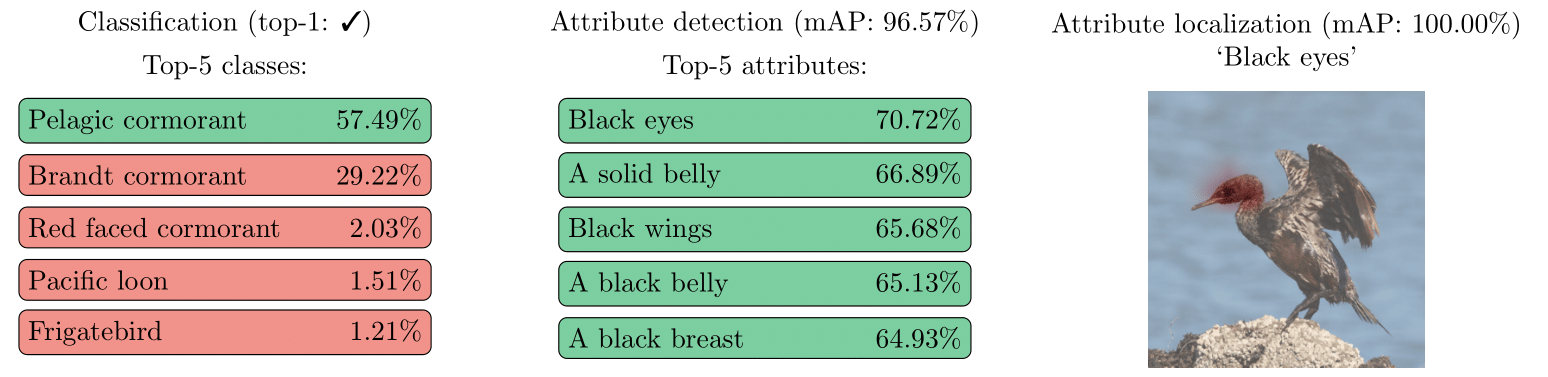 Classification (top-1: ✓)
Top-5 classes:
Pelagic cormorant 57.49%
Brandt cormorant 29.22%
Red faced cormorant 2.03%
Pacific loon 1.51%
Frigatebird 1.21%
Attribute detection (mAP: 96.57%)
Top-5 attributes:
Black eyes 70.72%
A solid belly 66.89%
Black wings 65.68%
A black belly 65.13%
A black breast 64.93%
Attribute localization (mAP: 100.00%)
‘Black eyes’